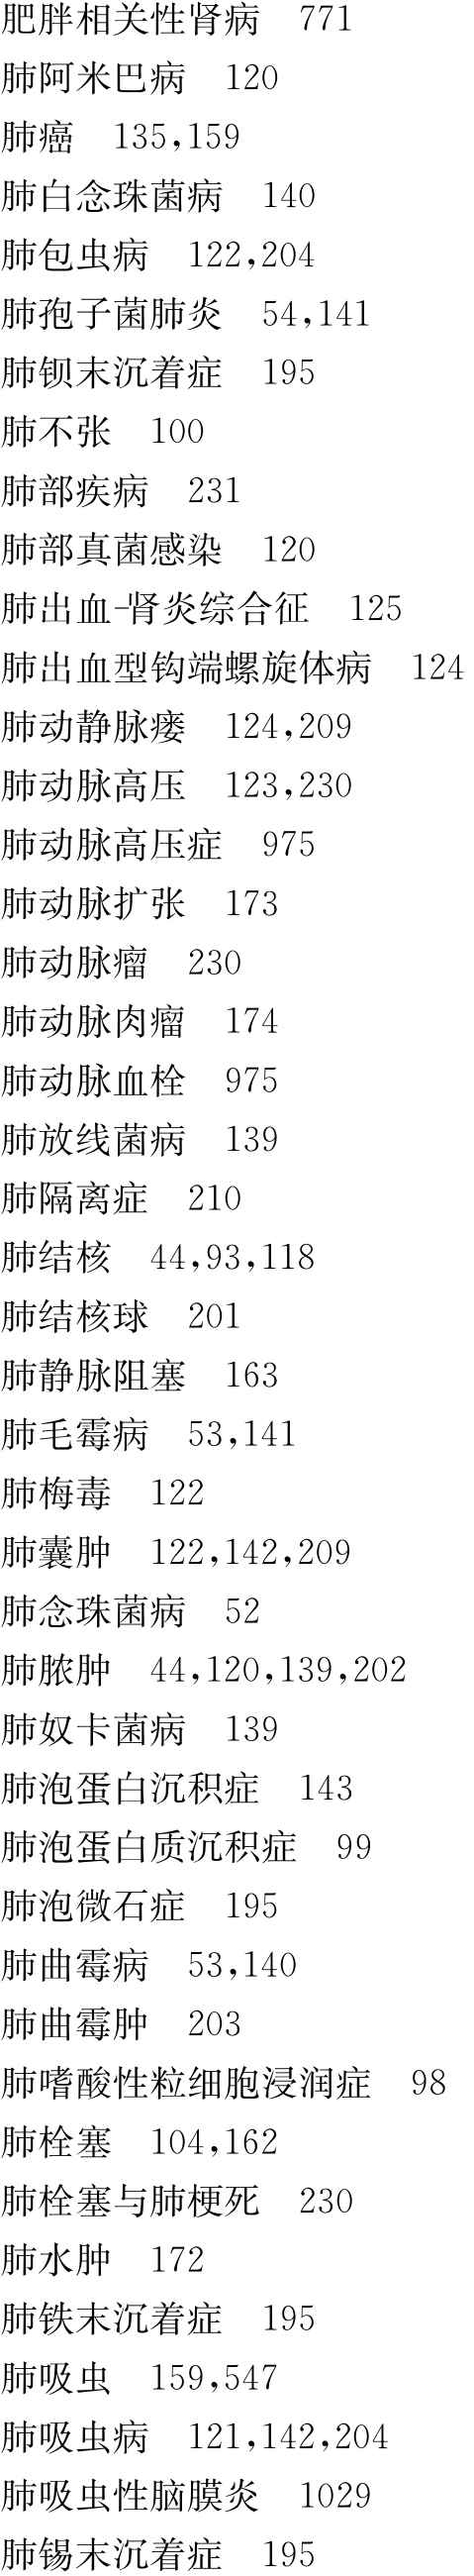 肥胖相关性肾病　771
肺阿米巴病　120
肺癌　135,159
肺白念珠菌病　140
肺包虫病　122,204
肺孢子菌肺炎　54,141
肺钡末沉着症　195
肺不张　100
肺部疾病　231
肺部真菌感染　120
肺出血-肾炎综合征　125
肺出血型钩端螺旋体病　124
肺动静脉瘘　124,209
肺动脉高压　123,230
肺动脉高压症　975
肺动脉扩张　173
肺动脉瘤　230
肺动脉肉瘤　174
肺动脉血栓　975
肺放线菌病　139
肺隔离症　210
肺结核　44,93,118
肺结核球　201
肺静脉阻塞　163
肺毛霉病　53,141
肺梅毒　122
肺囊肿　122,142,209
肺念珠菌病　52
肺脓肿　44,120,139,202
肺奴卡菌病　139
肺泡蛋白沉积症　143
肺泡蛋白质沉积症　99
肺泡微石症　195
肺曲霉病　53,140
肺曲霉肿　203
肺嗜酸性粒细胞浸润症　98
肺栓塞　104,162
肺栓塞与肺梗死　230
肺水肿　172
肺铁末沉着症　195
肺吸虫　159,547
肺吸虫病　121,142,204
肺吸虫性脑膜炎　1029
肺锡末沉着症　195